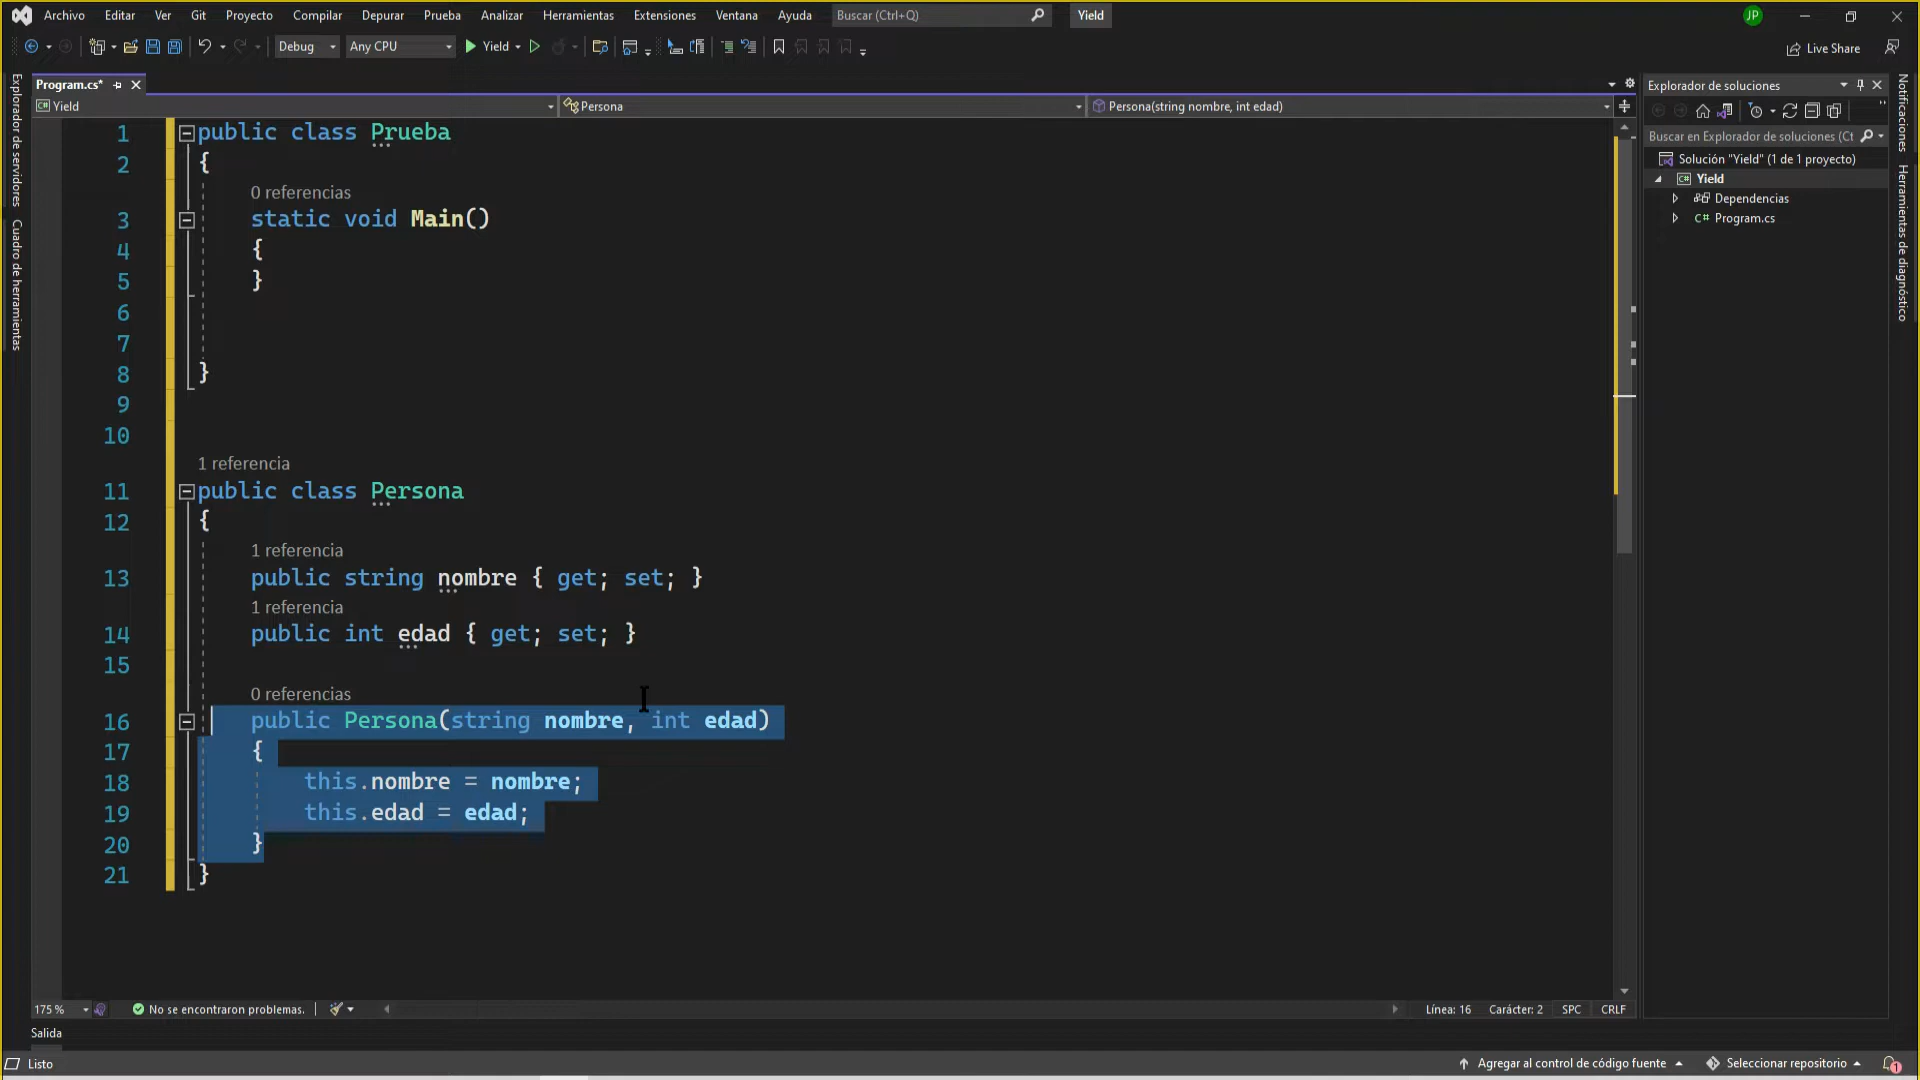 Archivo Editar Ver Git Proyecto Compilar Depurar Prueba Analizar Herramientas Extensiones Ventana Ayuda Buscar (Ctrl+Q) Yield JP
Debug Any CPU Yield Live Share
Program.cs*
Explorador de soluciones
C# Yield Persona Persona(string nombre, int edad)
Buscar en Explorador de soluciones (Ct
Solución "Yield" (1 de 1 proyecto)
C# Yield
Dependencias
C# Program.cs
Explorador de servidores
Cuadro de herramientas
Notificaciones
Herramientas de diagnóstico
1 public class Prueba
2 {
0 referencias
3 static void Main()
4 {
5 }
6
7
8 }
9
10
1 referencia
11 public class Persona
12 {
1 referencia
13 public string nombre { get; set; }
1 referencia
14 public int edad { get; set; }
15
0 referencias
16 public Persona(string nombre, int edad)
17 {
18 this.nombre = nombre;
19 this.edad = edad;
20 }
21 }
175 % No se encontraron problemas. Línea: 16 Carácter: 2 SPC CRLF
Salida
Listo Agregar al control de código fuente Seleccionar repositorio 1